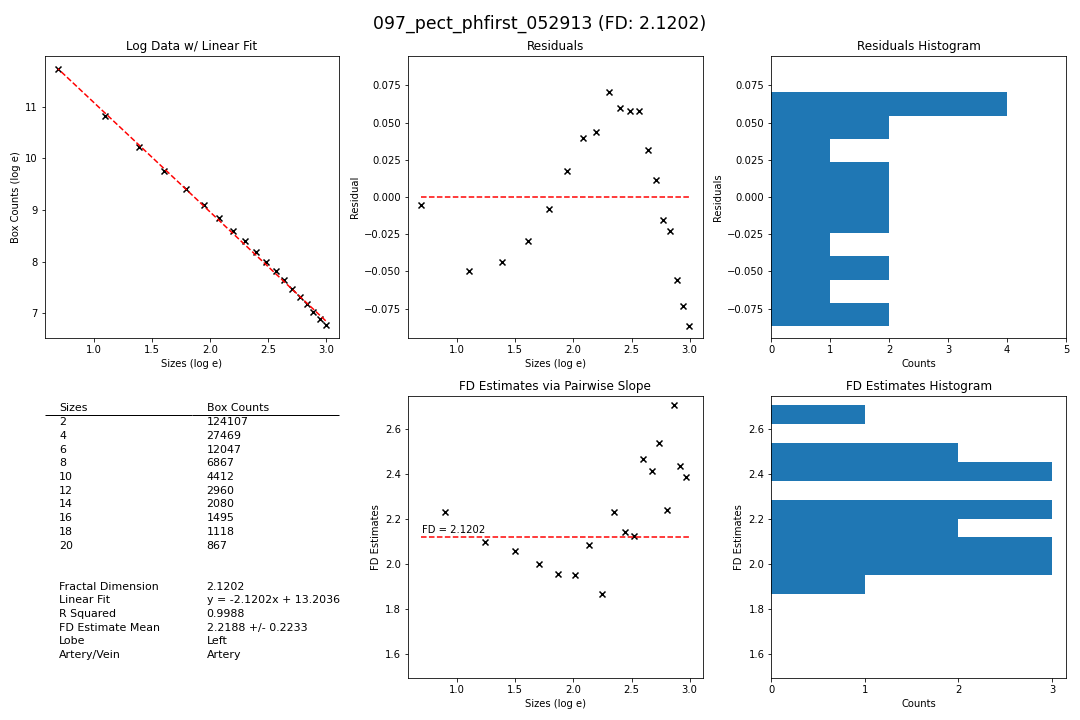 097_pect_phfirst_052913 (FD: 2.1202)
Log Data w/ Linear Fit
Box Counts (log e)
11
10
9
8
7
1.0 1.5 2.0 2.5 3.0
Sizes (log e)
Residuals
Residual
0.075
0.050
0.025
0.000
−0.025
−0.050
−0.075
1.0 1.5 2.0 2.5 3.0
Sizes (log e)
Residuals Histogram
Residuals
0.075
0.050
0.025
0.000
−0.025
−0.050
−0.075
0 1 2 3 4 5
Counts
Sizes Box Counts
2 124107
4 27469
6 12047
8 6867
10 4412
12 2960
14 2080
16 1495
18 1118
20 867
Fractal Dimension 2.1202
Linear Fit y = -2.1202x + 13.2036
R Squared 0.9988
FD Estimate Mean 2.2188 +/- 0.2233
Lobe Left
Artery/Vein Artery
FD Estimates via Pairwise Slope
FD Estimates
2.6
2.4
2.2
2.0
1.8
1.6
FD = 2.1202
1.0 1.5 2.0 2.5 3.0
Sizes (log e)
FD Estimates Histogram
FD Estimates
2.6
2.4
2.2
2.0
1.8
1.6
0 1 2 3
Counts